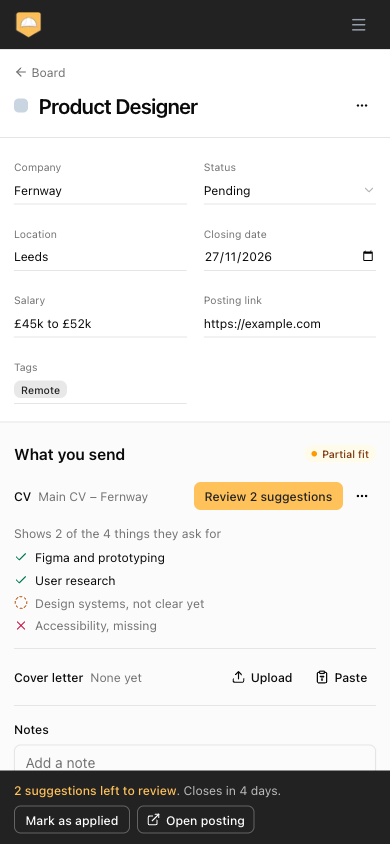 Board
Product Designer
Company
Fernway
Status
Pending
Location
Leeds
Closing date
27/11/2026
Salary
£45k to £52k
Posting link
https://example.com
Tags
Remote
What you send
Partial fit
CV Main CV – Fernway
Review 2 suggestions
Shows 2 of the 4 things they ask for
Figma and prototyping
User research
Design systems, not clear yet
Accessibility, missing
Cover letter None yet
Upload
Paste
Notes
Add a note
2 suggestions left to review. Closes in 4 days.
Mark as applied
Open posting